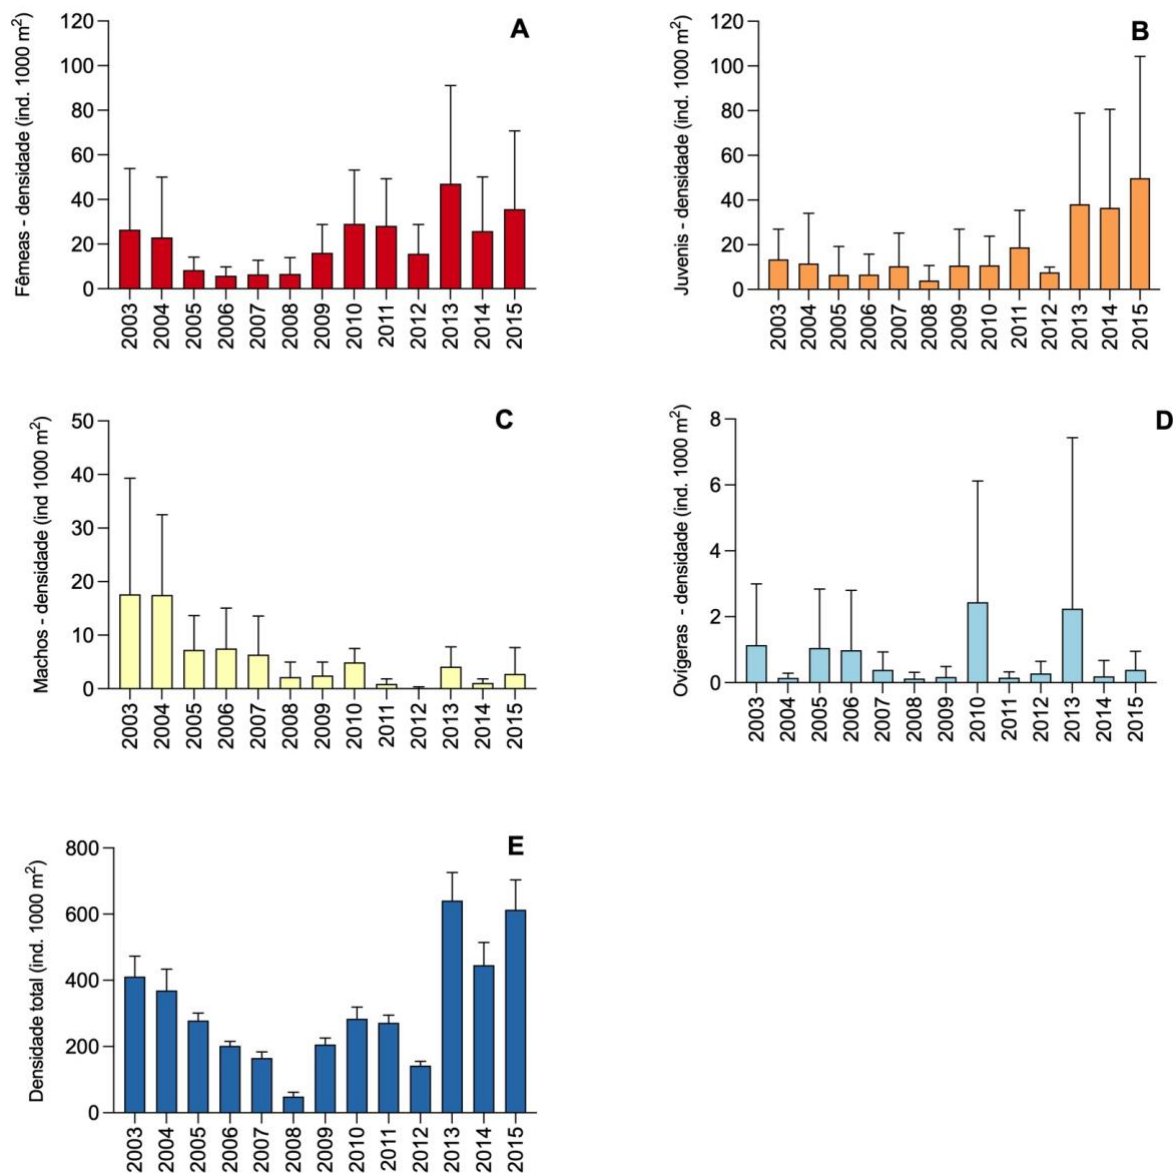 A
Fêmeas - densidade (ind. 1000 m²)
120
100
80
60
40
20
0
2003 2004 2005 2006 2007 2008 2009 2010 2011 2012 2013 2014 2015
B
Juvenis - densidade (ind. 1000 m²)
120
100
80
60
40
20
0
2003 2004 2005 2006 2007 2008 2009 2010 2011 2012 2013 2014 2015
C
Machos - densidade (ind 1000 m²)
50
40
30
20
10
0
2003 2004 2005 2006 2007 2008 2009 2010 2011 2012 2013 2014 2015
D
Ovígeras - densidade (ind. 1000 m²)
8
6
4
2
0
2003 2004 2005 2006 2007 2008 2009 2010 2011 2012 2013 2014 2015
E
Densidade total (ind. 1000 m²)
800
600
400
200
0
2003 2004 2005 2006 2007 2008 2009 2010 2011 2012 2013 2014 2015